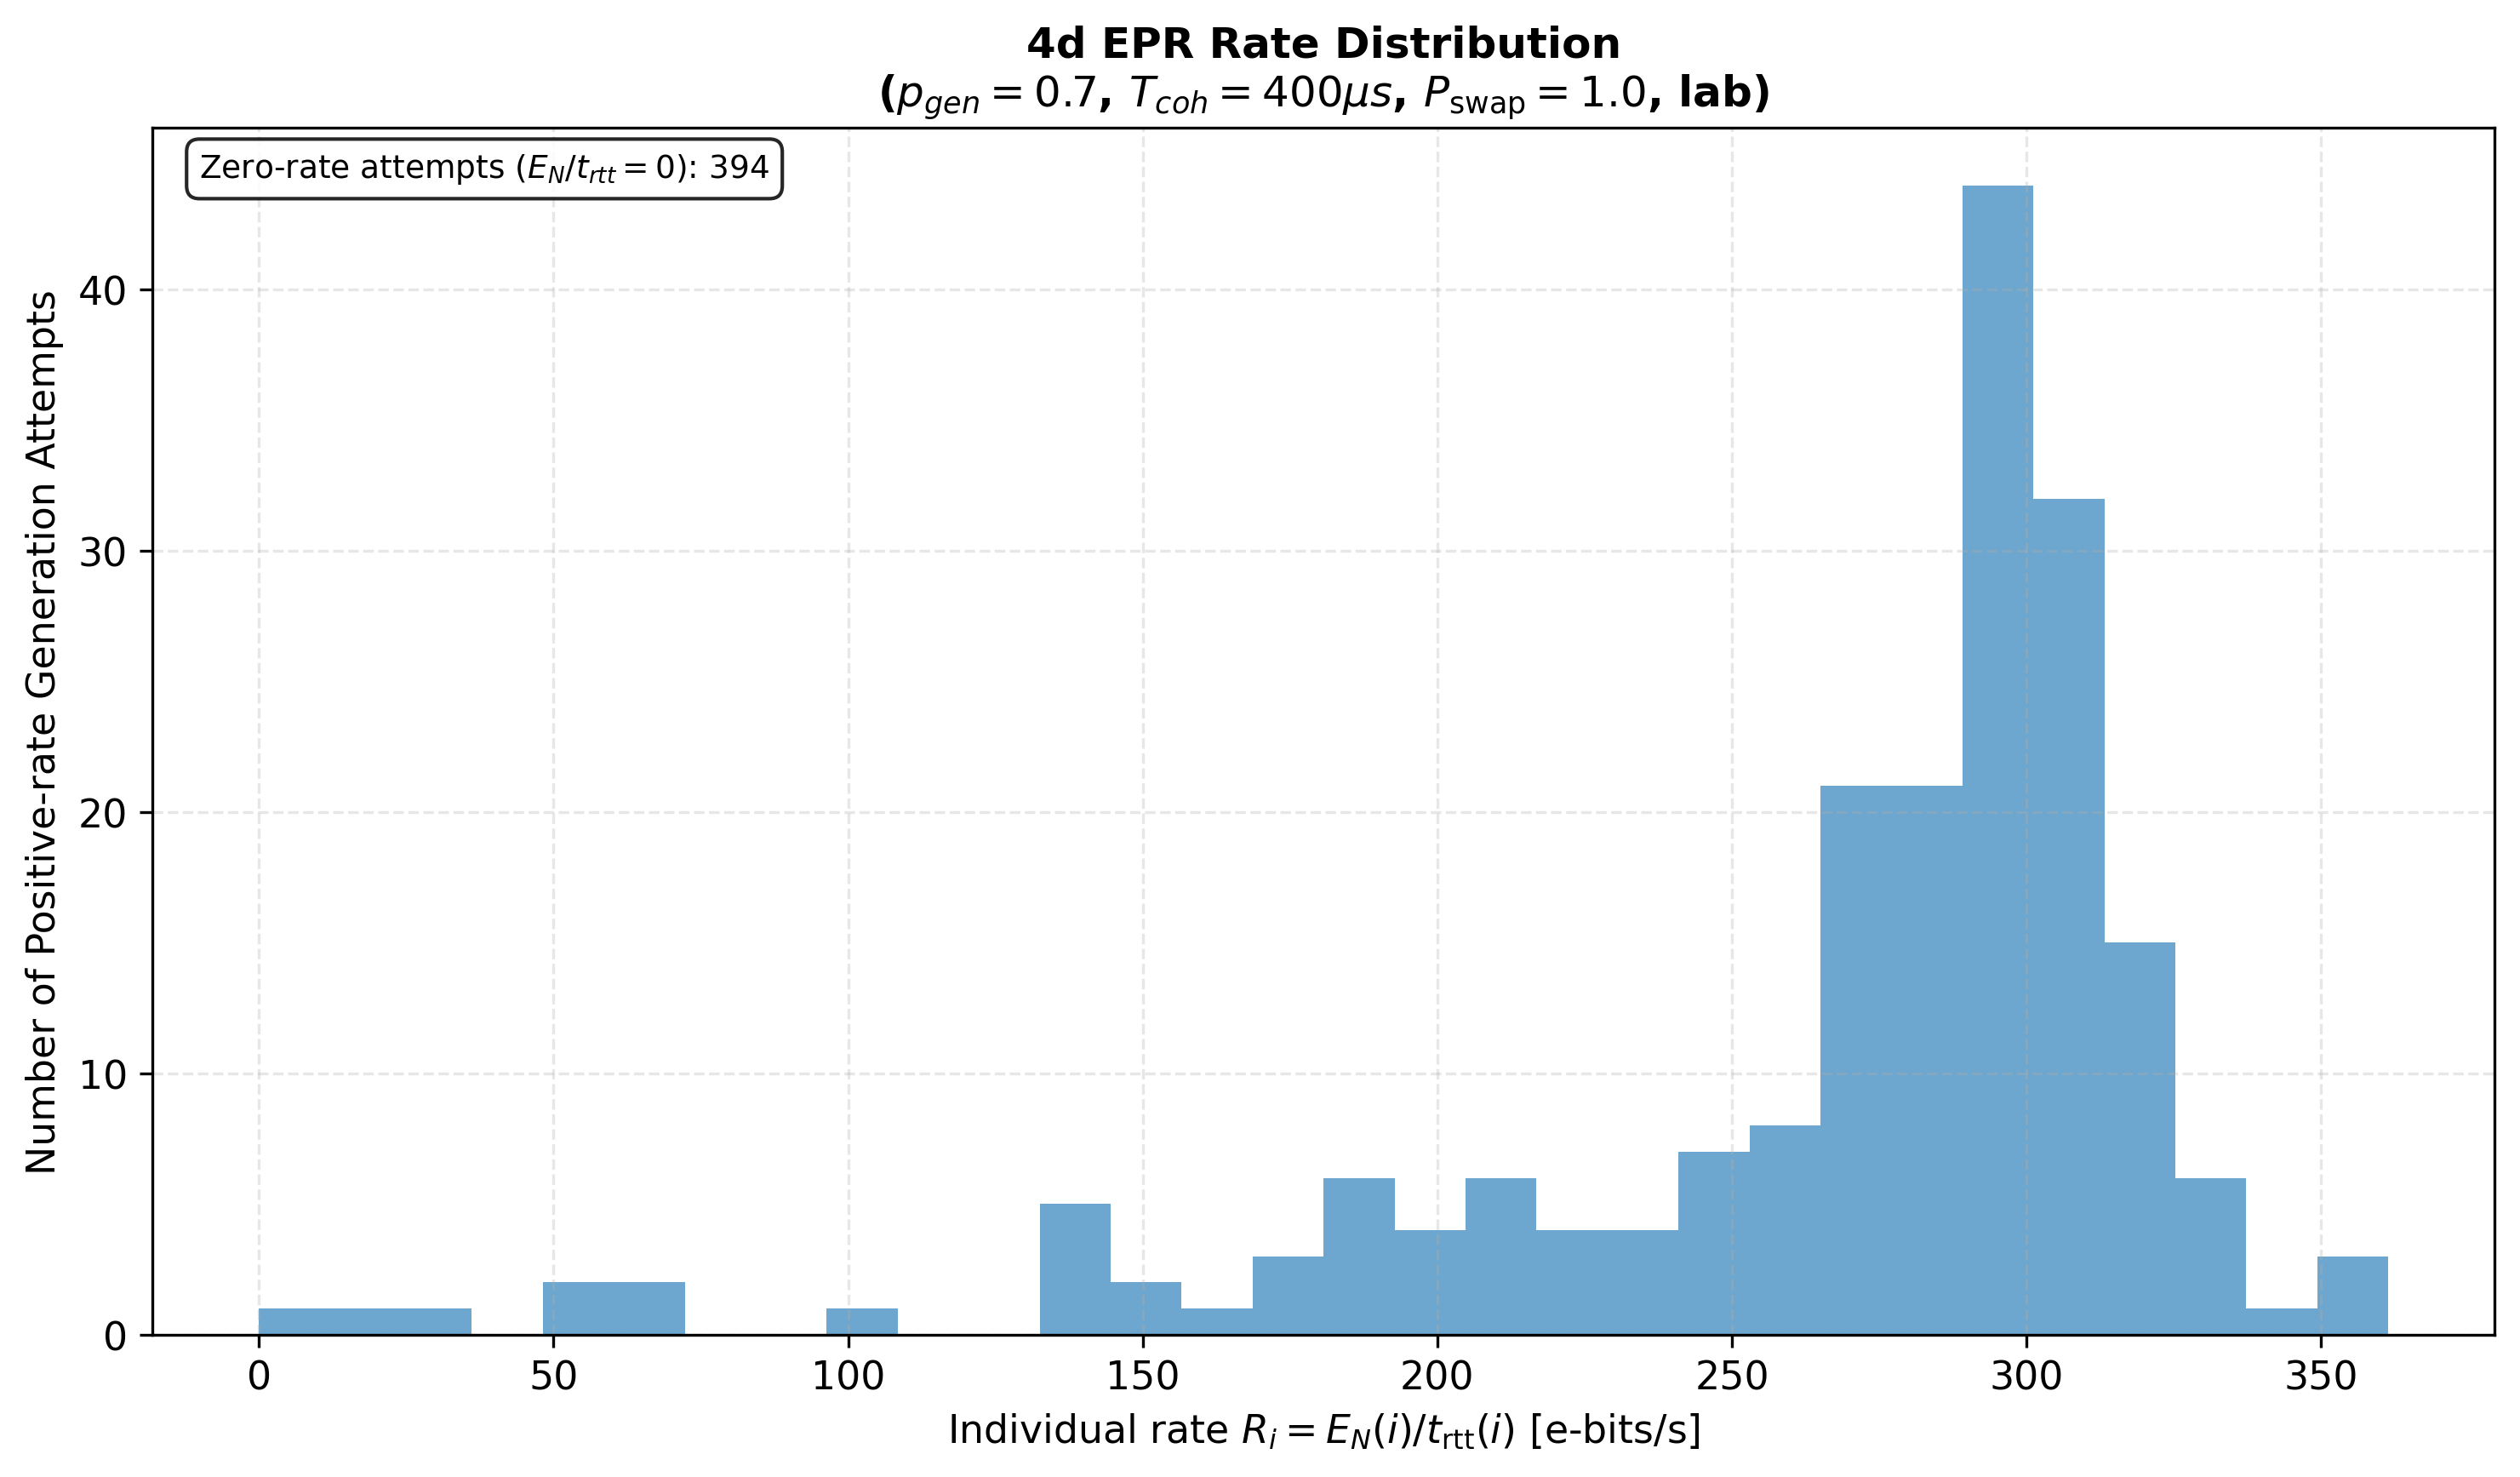 4d EPR Rate Distribution
(p_gen = 0.7, T_coh = 400μs, P_swap = 1.0, lab)
Zero-rate attempts (E_N/t_rtt = 0): 394
Number of Positive-rate Generation Attempts
40
30
20
10
0
0 50 100 150 200 250 300 350
Individual rate R_i = E_N(i)/t_rtt(i) [e-bits/s]